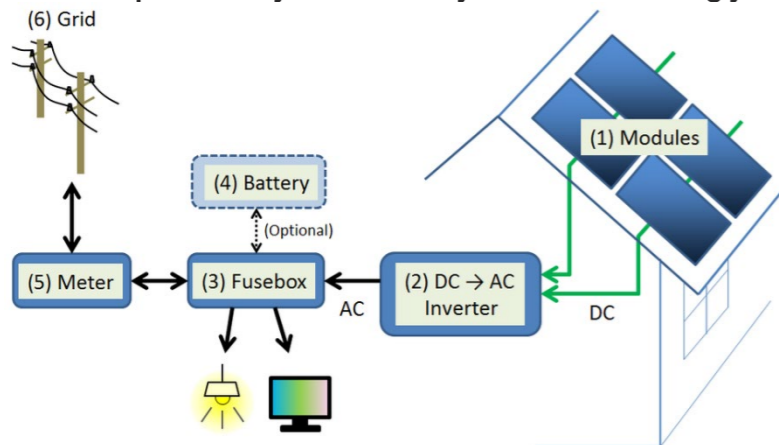 (6) Grid
(1) Modules
(4) Battery
(Optional)
(5) Meter
(3) Fusebox
(2) DC → AC
Inverter
AC
DC